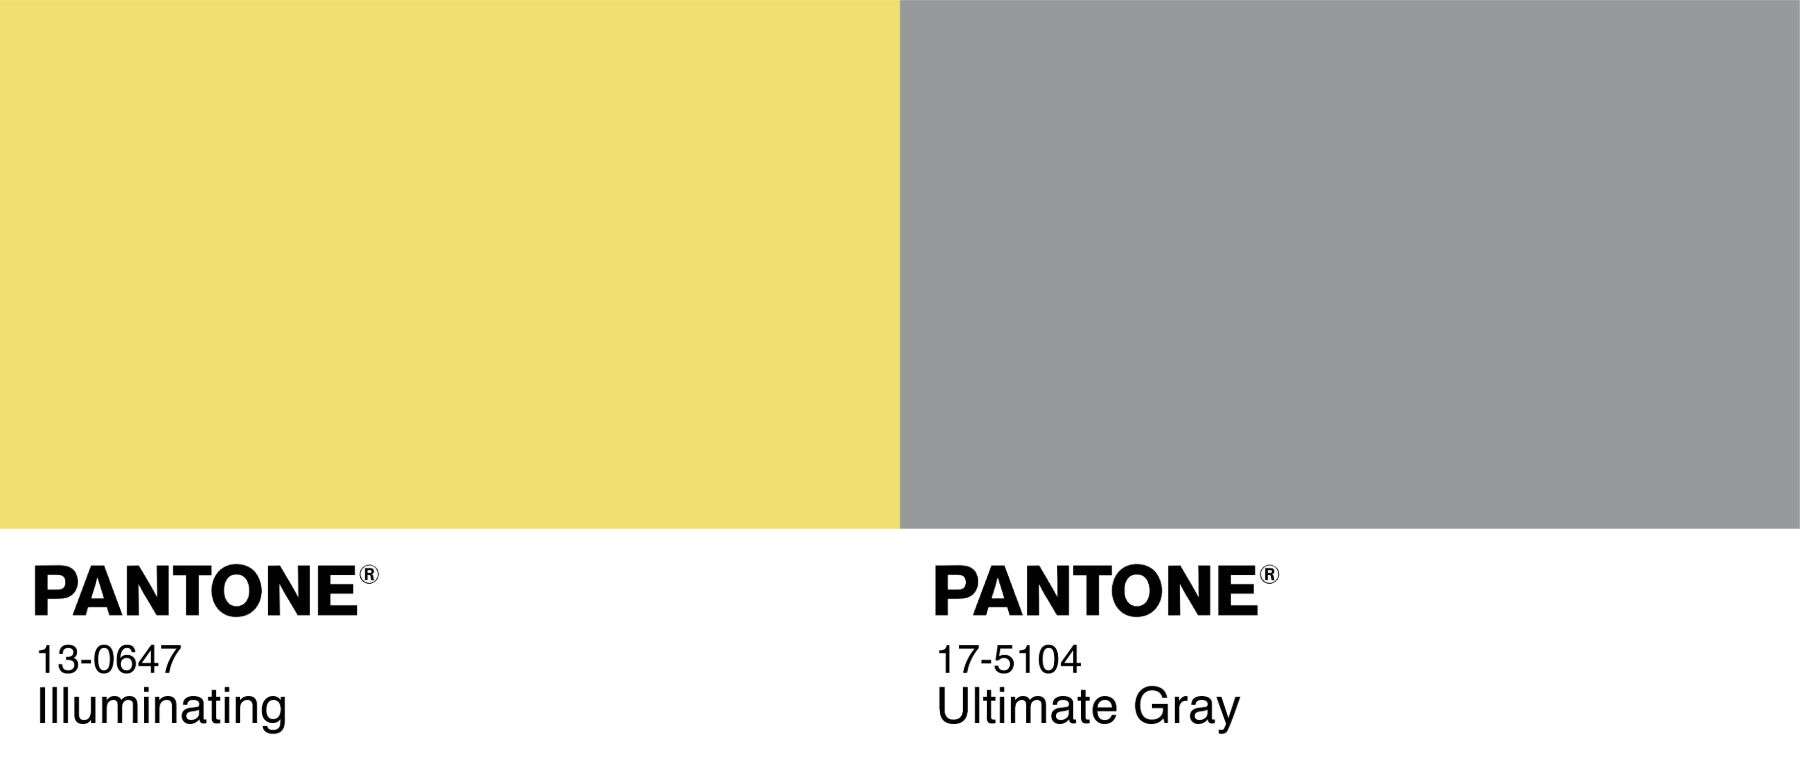 PANTONE®
13-0647
Illuminating
PANTONE®
17-5104
Ultimate Gray